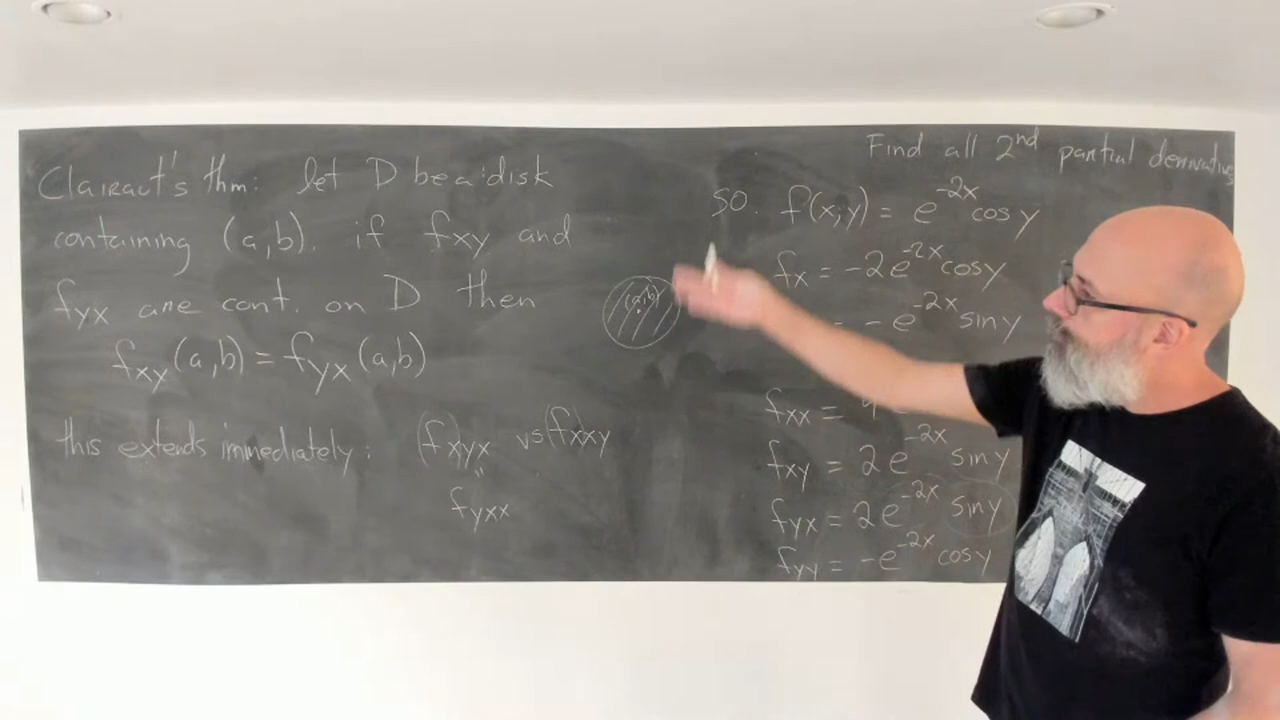 Clairaut's thm: let D be a disk
containing (a,b). if fxy and
fyx are cont. on D then
fxy(a,b) = fyx(a,b)
this extends immediately: (f)xyx vs (f)xxy
"
fyxx
(a,b)
Find all 2nd partial derivatives
so. f(x,y) = e^-2x cos y
fx = -2e^-2x cos y
= -e^-2x sin y
fxx =
fxy = 2e^-2x sin y
fyx = 2e^-2x sin y
fyy = -e^-2x cos y